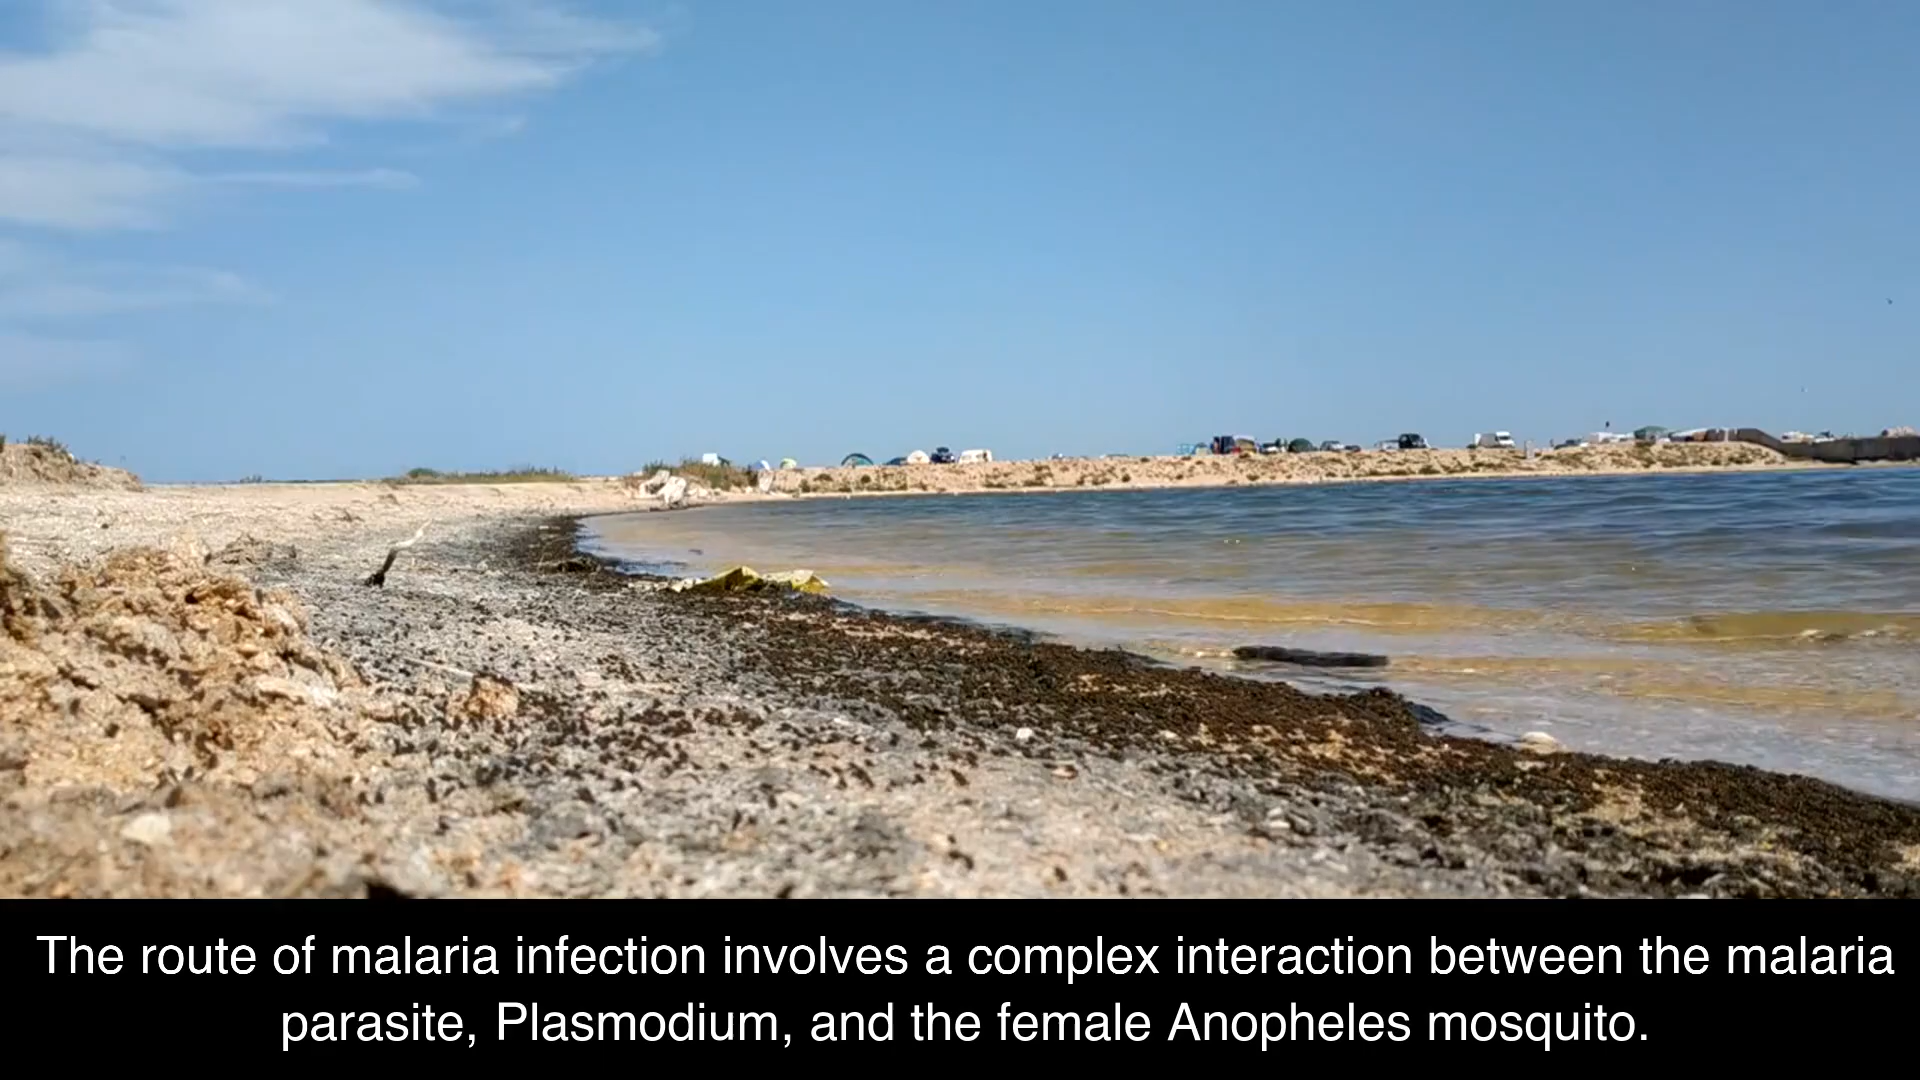 The route of malaria infection involves a complex interaction between the malaria
parasite, Plasmodium, and the female Anopheles mosquito.